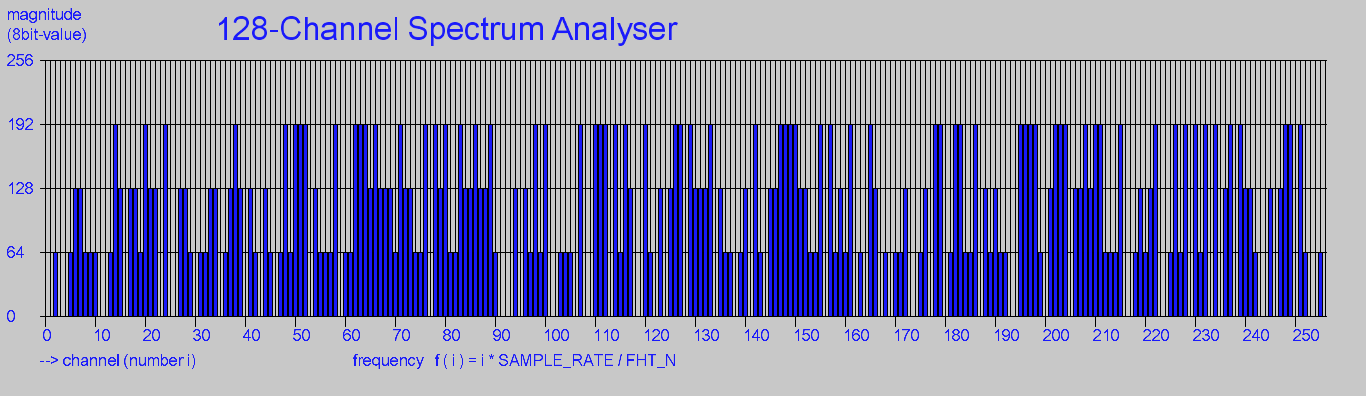 magnitude
(8bit-value)
128-Channel Spectrum Analyser
256
192
128
64
0
0 10 20 30 40 50 60 70 80 90 100 110 120 130 140 150 160 170 180 190 200 210 220 230 240 250
--> channel (number i)
frequency f ( i ) = i * SAMPLE_RATE / FHT_N